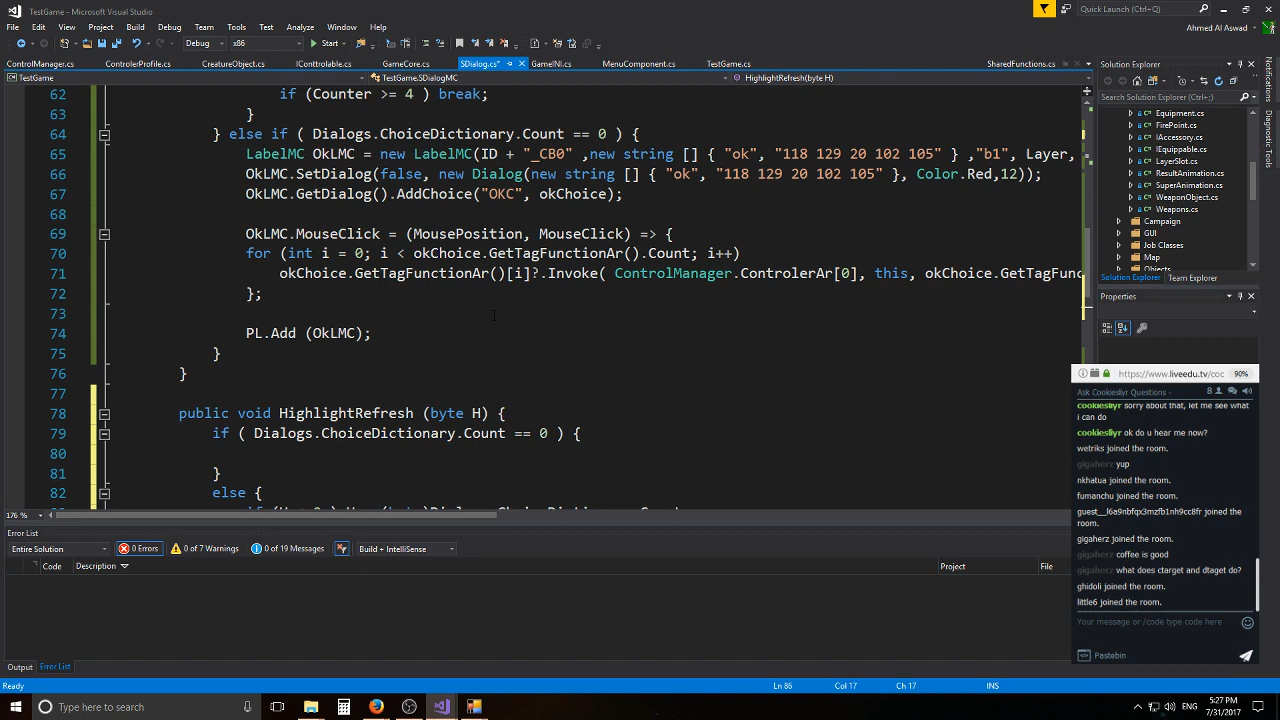 TestGame - Microsoft Visual Studio
Quick Launch (Ctrl+Q)
File Edit View Project Build Debug Team Tools Test Analyze Window Help
Ahmed Al Aswad
Debug x86 Start
ControlManager.cs ControlerProfile.cs CreatureObject.cs IControlable.cs GameCore.cs SDialog.cs* GameINI.cs MenuComponent.cs TestGame.cs SharedFunctions.cs
TestGame TestGame.SDialogMC HighlightRefresh(byte H)
62 if (Counter >= 4 ) break;
63 }
64 } else if ( Dialogs.ChoiceDictionary.Count == 0 ) {
65 LabelMC OkLMC = new LabelMC(ID + "_CB0" ,new string [] { "ok", "118 129 20 102 105" } ,"b1", Layer,
66 OkLMC.SetDialog(false, new Dialog(new string [] { "ok", "118 129 20 102 105" }, Color.Red,12));
67 OkLMC.GetDialog().AddChoice("OKC", okChoice);
68
69 OkLMC.MouseClick = (MousePosition, MouseClick) => {
70 for (int i = 0; i < okChoice.GetTagFunctionAr().Count; i++)
71 okChoice.GetTagFunctionAr()[i]?.Invoke( ControlManager.ControlerAr[0], this, okChoice.GetTagFunc
72 };
73
74 PL.Add (OkLMC);
75 }
76 }
77
78 public void HighlightRefresh (byte H) {
79 if ( Dialogs.ChoiceDictionary.Count == 0 ) {
80
81 }
82 else {
176 %
Solution Explorer
Search Solution Explorer (Ctrl+;)
Equipment.cs
FirePoint.cs
IAccessory.cs
IEquippable.cs
LayerSlot.cs
ResultAnimation.cs
SuperAnimation.cs
WeaponObject.cs
Weapons.cs
Campaign
GUI
Job Classes
Map
Objects
Solution Explorer Team Explorer
Properties
Notifications
Diagnostic Tools
https://www.liveedu.tv/coc 90%
Ask Cookieslyr Questions - 8
cookieslyr sorry about that, let me see what
i can do
cookieslyr ok do u hear me now?
wetriks joined the room.
gigaherz yup
nkhatua joined the room.
fumanchu joined the room.
guest__l6a9nbfqx3mzfb1nh9cc8fr joined the
room.
gigaherz joined the room.
gigaherz coffee is good
gigaherz what does ctarget and dtaget do?
ghidoli joined the room.
little6 joined the room.
Your message or /code type code here
Pastebin
Error List
Entire Solution 0 Errors 0 of 7 Warnings 0 of 19 Messages Build + IntelliSense
Code Description Project File
Output Error List
Ready Ln 86 Col 17 Ch 17 INS
Type here to search
ENG 5:27 PM
7/31/2017